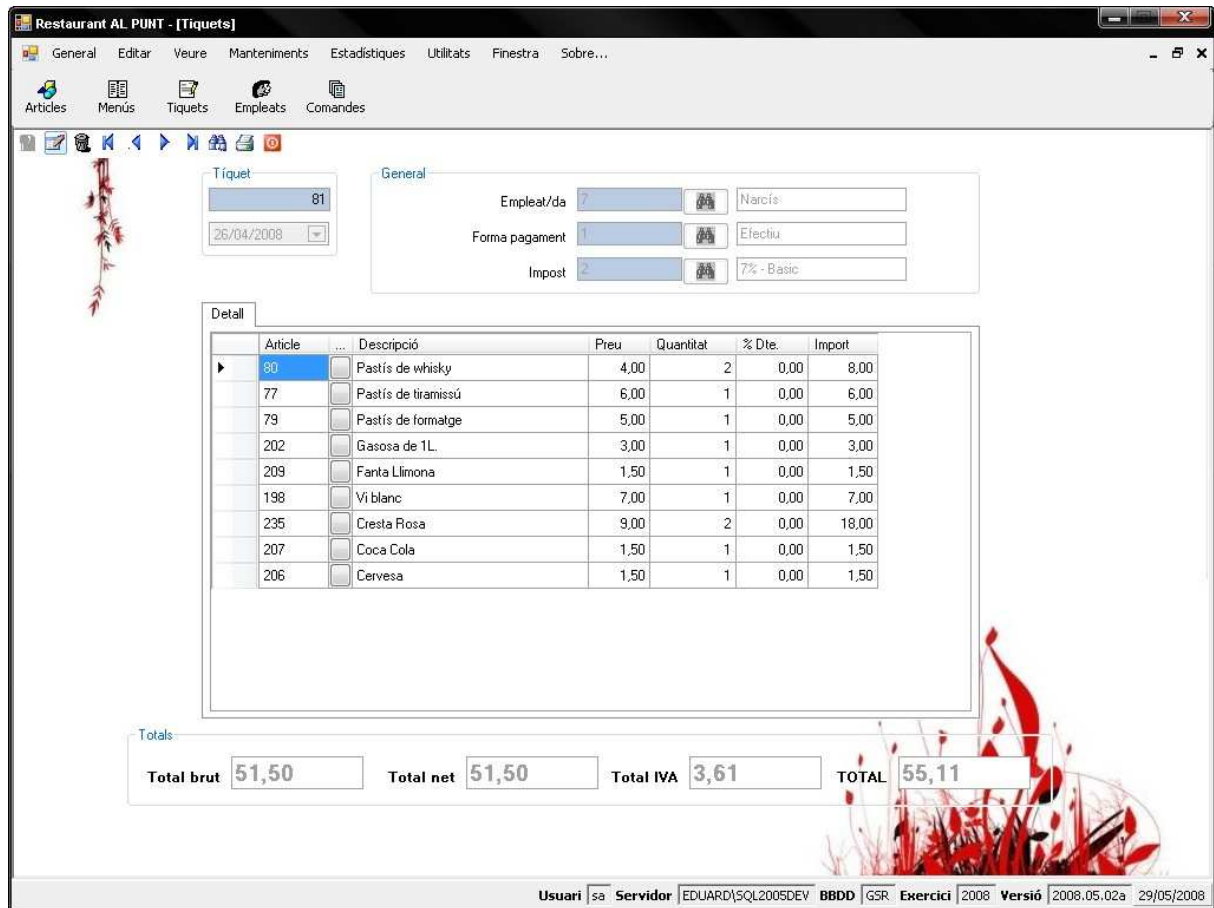 Restaurant AL PUNT - [Tiquets]
General Editar Veure Manteniments Estadístiques Utilitats Finestra Sobre...
Articles Menús Tiquets Empleats Comandes
Tíquet
81
26/04/2008
General
Empleat/da 7 Narcís
Forma pagament 1 Efectiu
Impost 2 7% - Basic
Detall
Article ... Descripció Preu Quantitat % Dte. Import
80 Pastís de whisky 4,00 2 0,00 8,00
77 Pastís de tiramissú 6,00 1 0,00 6,00
79 Pastís de formatge 5,00 1 0,00 5,00
202 Gasosa de 1L. 3,00 1 0,00 3,00
209 Fanta Llimona 1,50 1 0,00 1,50
198 Vi blanc 7,00 1 0,00 7,00
235 Cresta Rosa 9,00 2 0,00 18,00
207 Coca Cola 1,50 1 0,00 1,50
206 Cervesa 1,50 1 0,00 1,50
Totals
Total brut 51,50 Total net 51,50 Total IVA 3,61 TOTAL 55,11
Usuari sa Servidor EDUARD\SQL2005DEV BBDD GSR Exercici 2008 Versió 2008.05.02a 29/05/2008